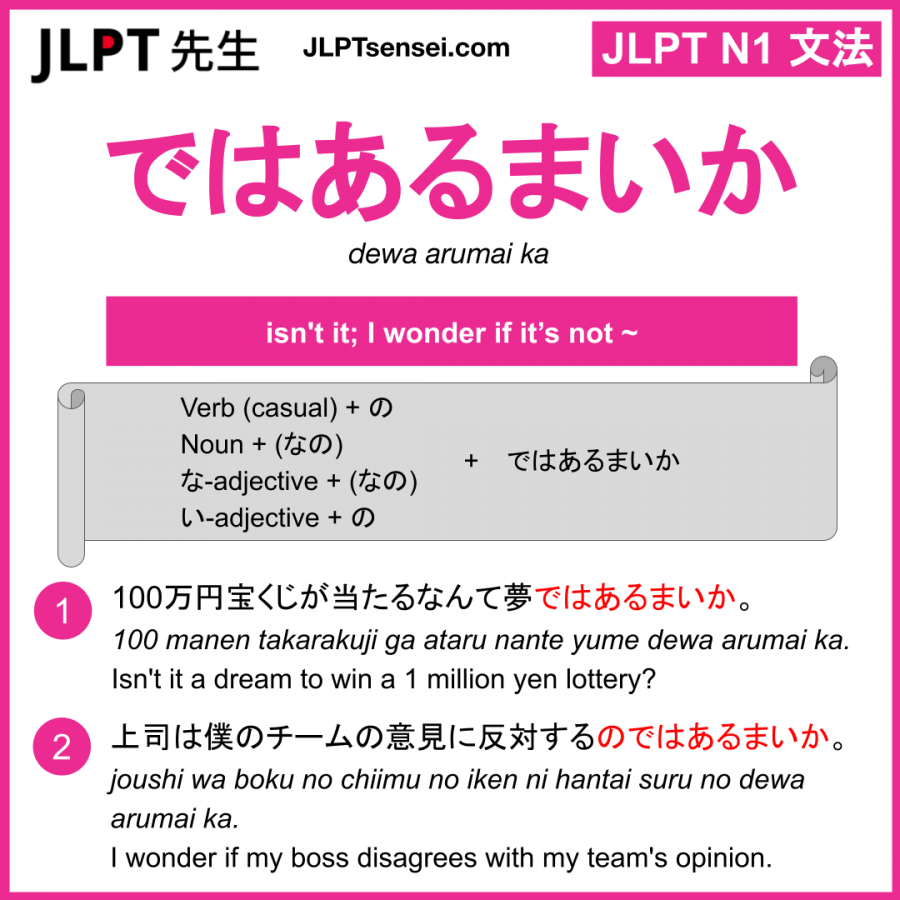 JLPT 先生
JLPTsensei.com
JLPT N1 文法
ではあるまいか
dewa arumai ka
isn't it; I wonder if it’s not ~
Verb (casual) + の
Noun + (なの)
な-adjective + (なの)
い-adjective + の
+ ではあるまいか
1
100万円宝くじが当たるなんて夢ではあるまいか。
100 manen takarakuji ga ataru nante yume dewa arumai ka.
Isn't it a dream to win a 1 million yen lottery?
2
上司は僕のチームの意見に反対するのではあるまいか。
joushi wa boku no chiimu no iken ni hantai suru no dewa
arumai ka.
I wonder if my boss disagrees with my team's opinion.